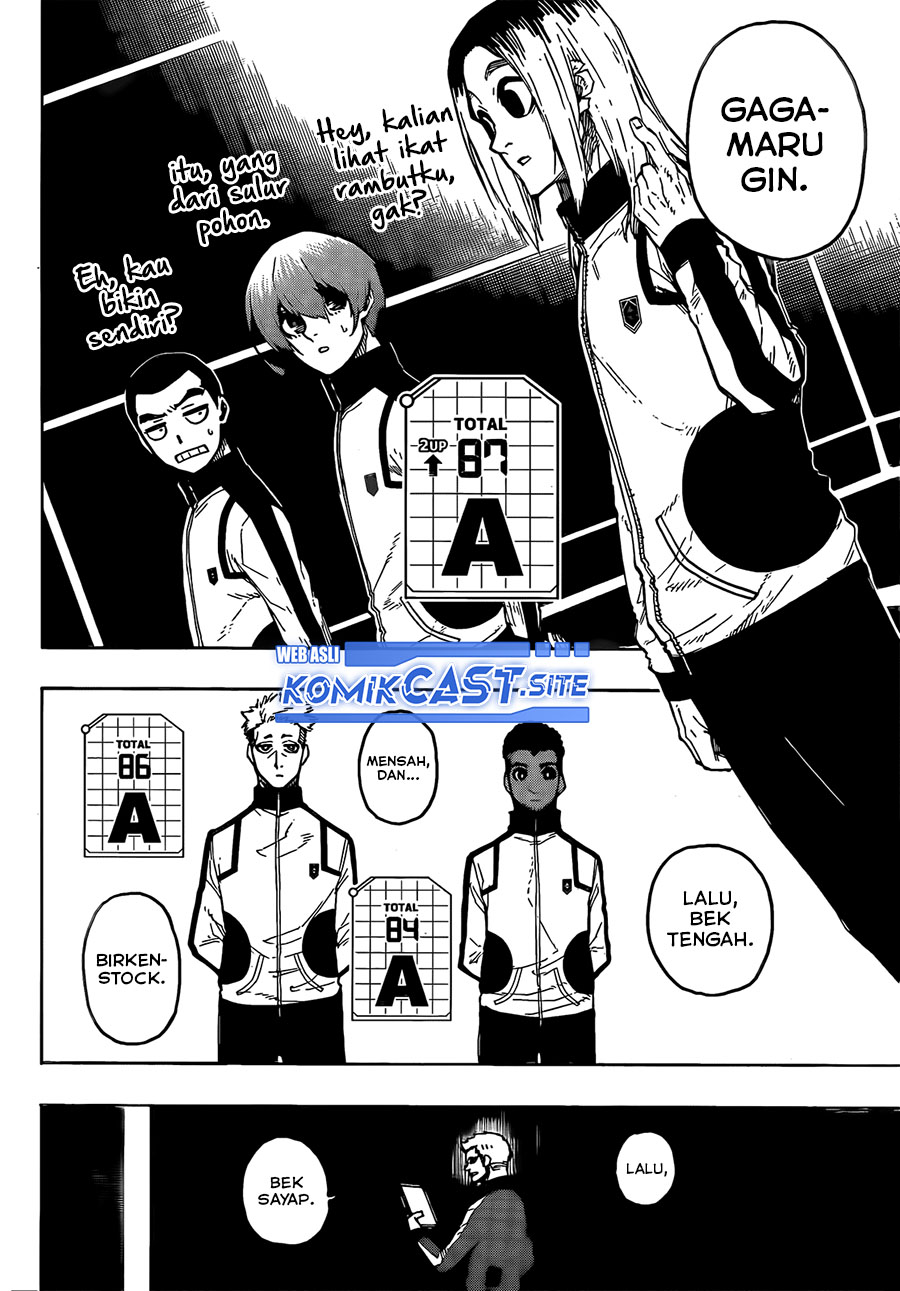 GAGA-
MARU
GIN.
Hey, kalian
lihat ikat
rambutku,
gak?
itu, yang
dari sulur
pohon.
Eh, kau
bikin
sendiri?
TOTAL
2UP
87
A
WEB ASLI
KOMIKCAST.SITE
LALU,
BEK
TENGAH.
MENSAH,
DAN...
TOTAL
84
A
TOTAL
86
A
BIRKEN-
STOCK.
LALU,
BEK
SAYAP.